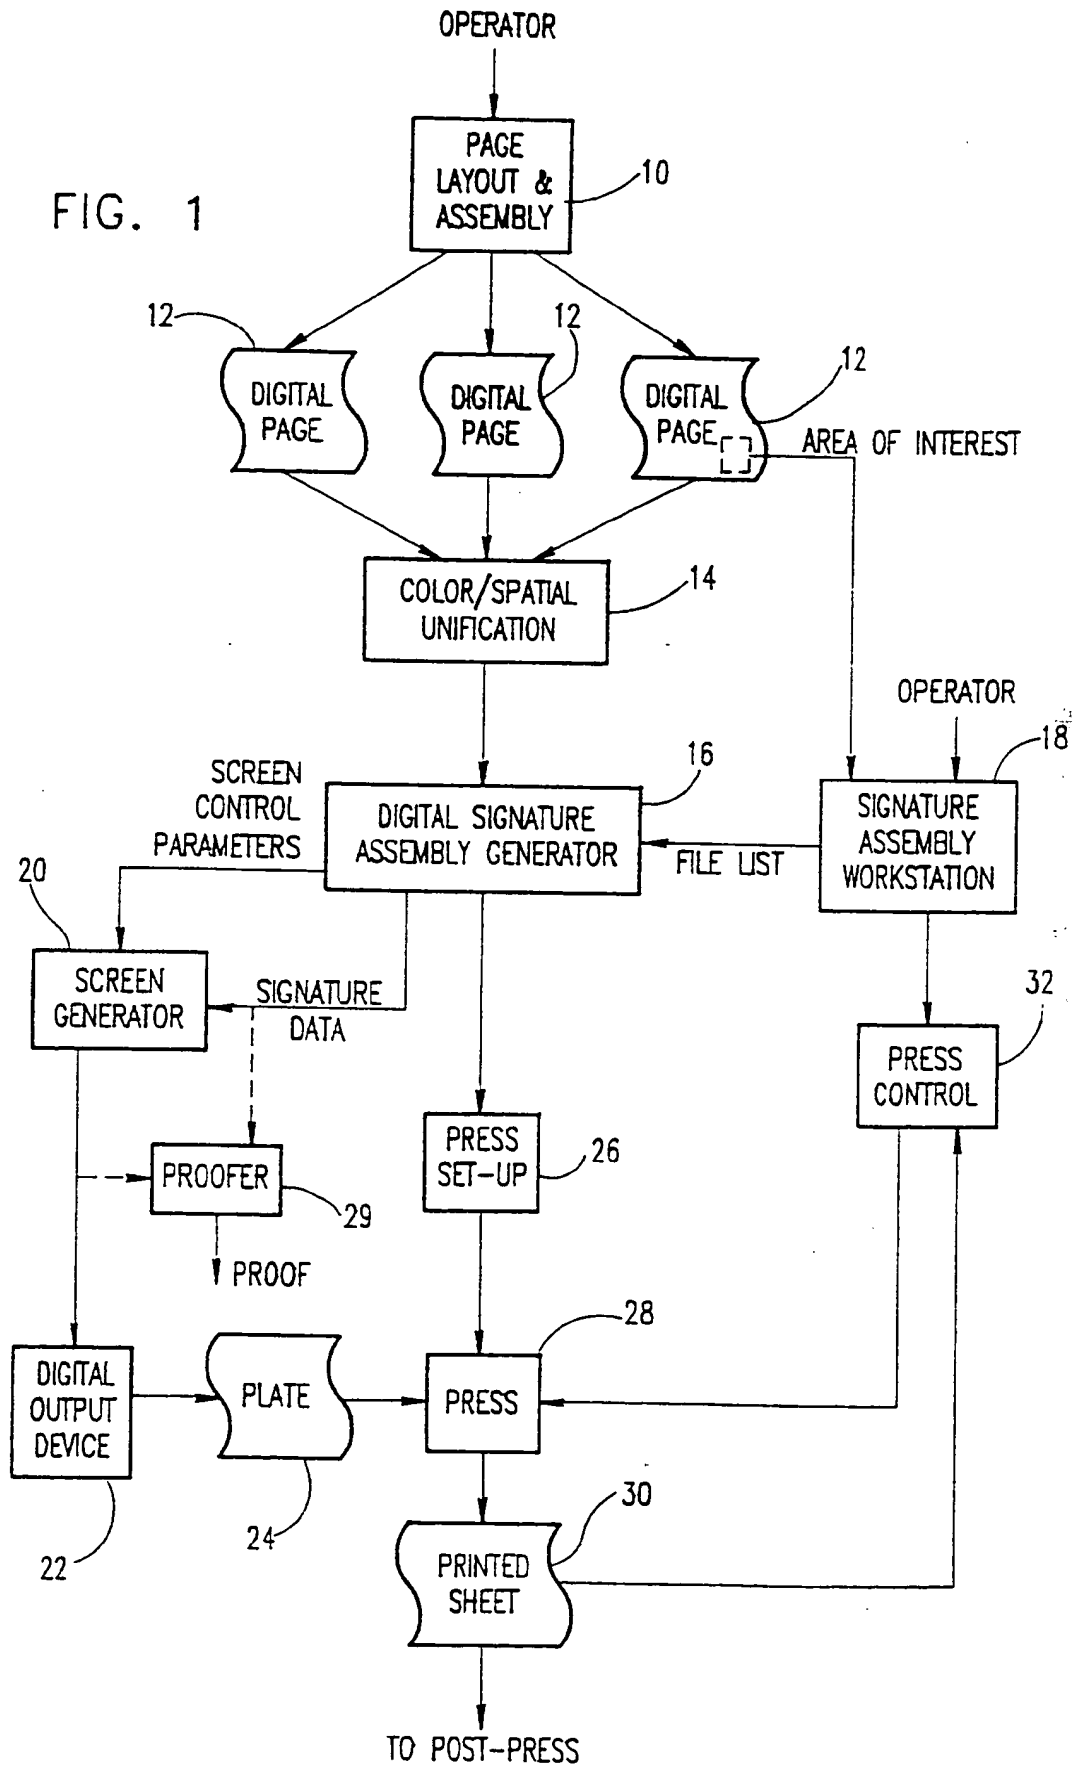 OPERATOR
PAGE
LAYOUT &
ASSEMBLY
10
FIG. 1
12
12
12
DIGITAL
PAGE
DIGITAL
PAGE
DIGITAL
PAGE
AREA OF INTEREST
COLOR/SPATIAL
UNIFICATION
14
OPERATOR
18
16
SCREEN
CONTROL
PARAMETERS
DIGITAL SIGNATURE
ASSEMBLY GENERATOR
FILE LIST
SIGNATURE
ASSEMBLY
WORKSTATION
20
SCREEN
GENERATOR
SIGNATURE
DATA
32
PRESS
CONTROL
PRESS
SET-UP
26
PROOFER
29
PROOF
28
DIGITAL
OUTPUT
DEVICE
PLATE
PRESS
22
24
30
PRINTED
SHEET
TO POST-PRESS